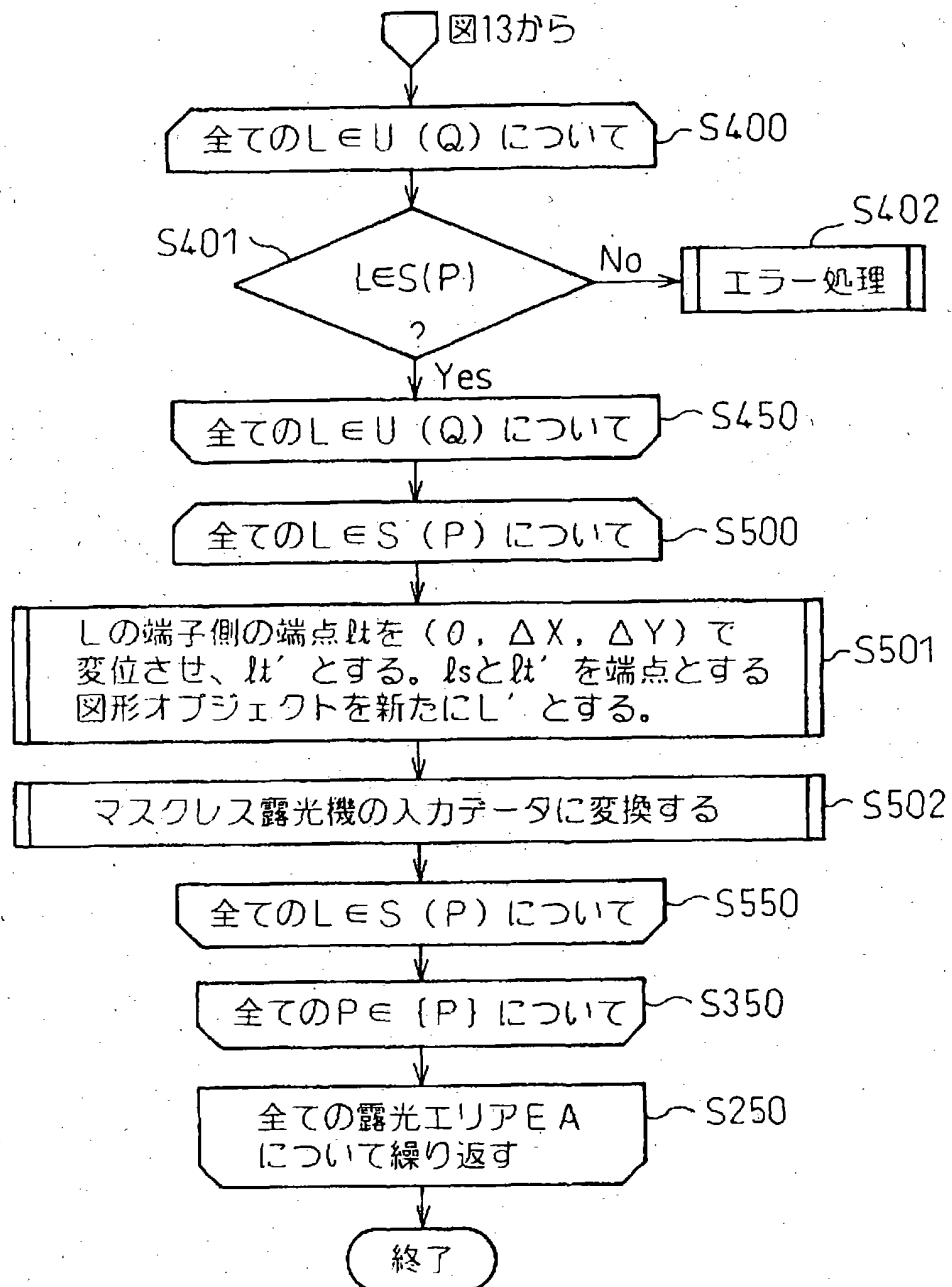 図13から
全てのL∈U(Q)について
S400
S401
L∈S(P)
?
No
S402
エラー処理
Yes
全てのL∈U(Q)について
S450
全てのL∈S(P)について
S500
Lの端子側の端点ℓtを(θ,ΔX,ΔY)で
変位させ、ℓt′とする。ℓsとℓt′を端点とする
図形オブジェクトを新たにL′とする。
S501
マスクレス露光機の入力データに変換する
S502
全てのL∈S(P)について
S550
全てのP∈{P}について
S350
全ての露光エリアEA
について繰り返す
S250
終了